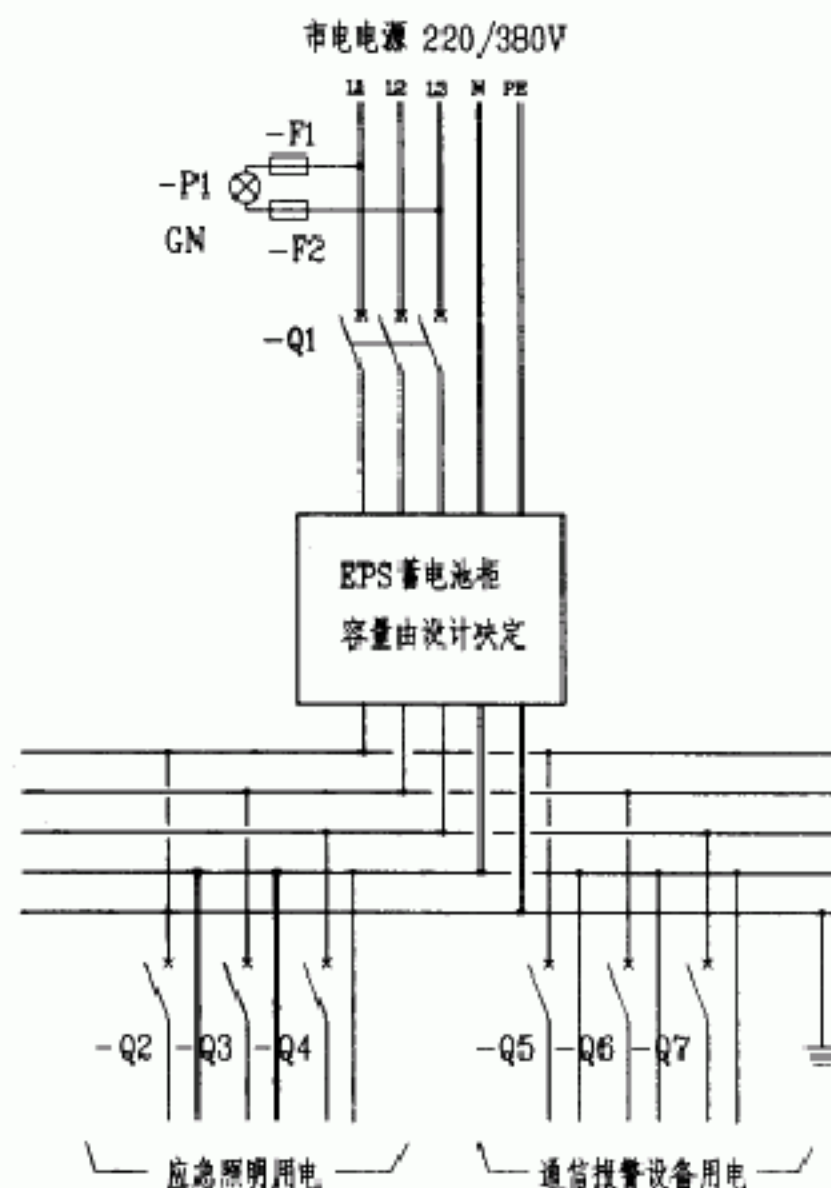 市电电源 220/380V
L1 L2 L3 N PE
-F1
-P1
GN
-F2
-Q1
EPS蓄电池柜
容量由设计决定
-Q2 -Q3 -Q4 -Q5 -Q6 -Q7
应急照明用电 通信报警设备用电